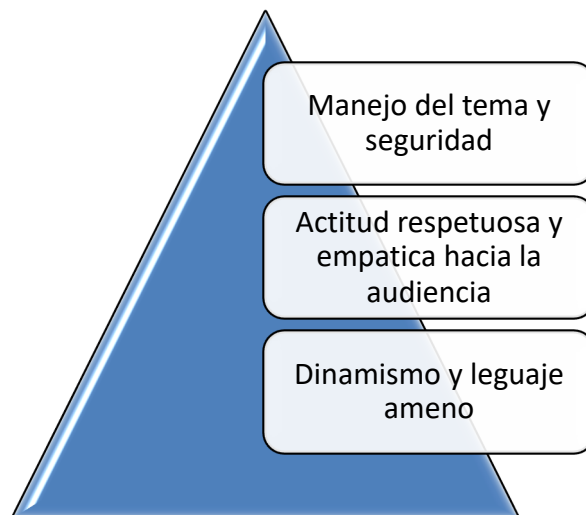 Manejo del tema y
seguridad
Actitud respetuosa y
empatica hacia la
audiencia
Dinamismo y leguaje
ameno